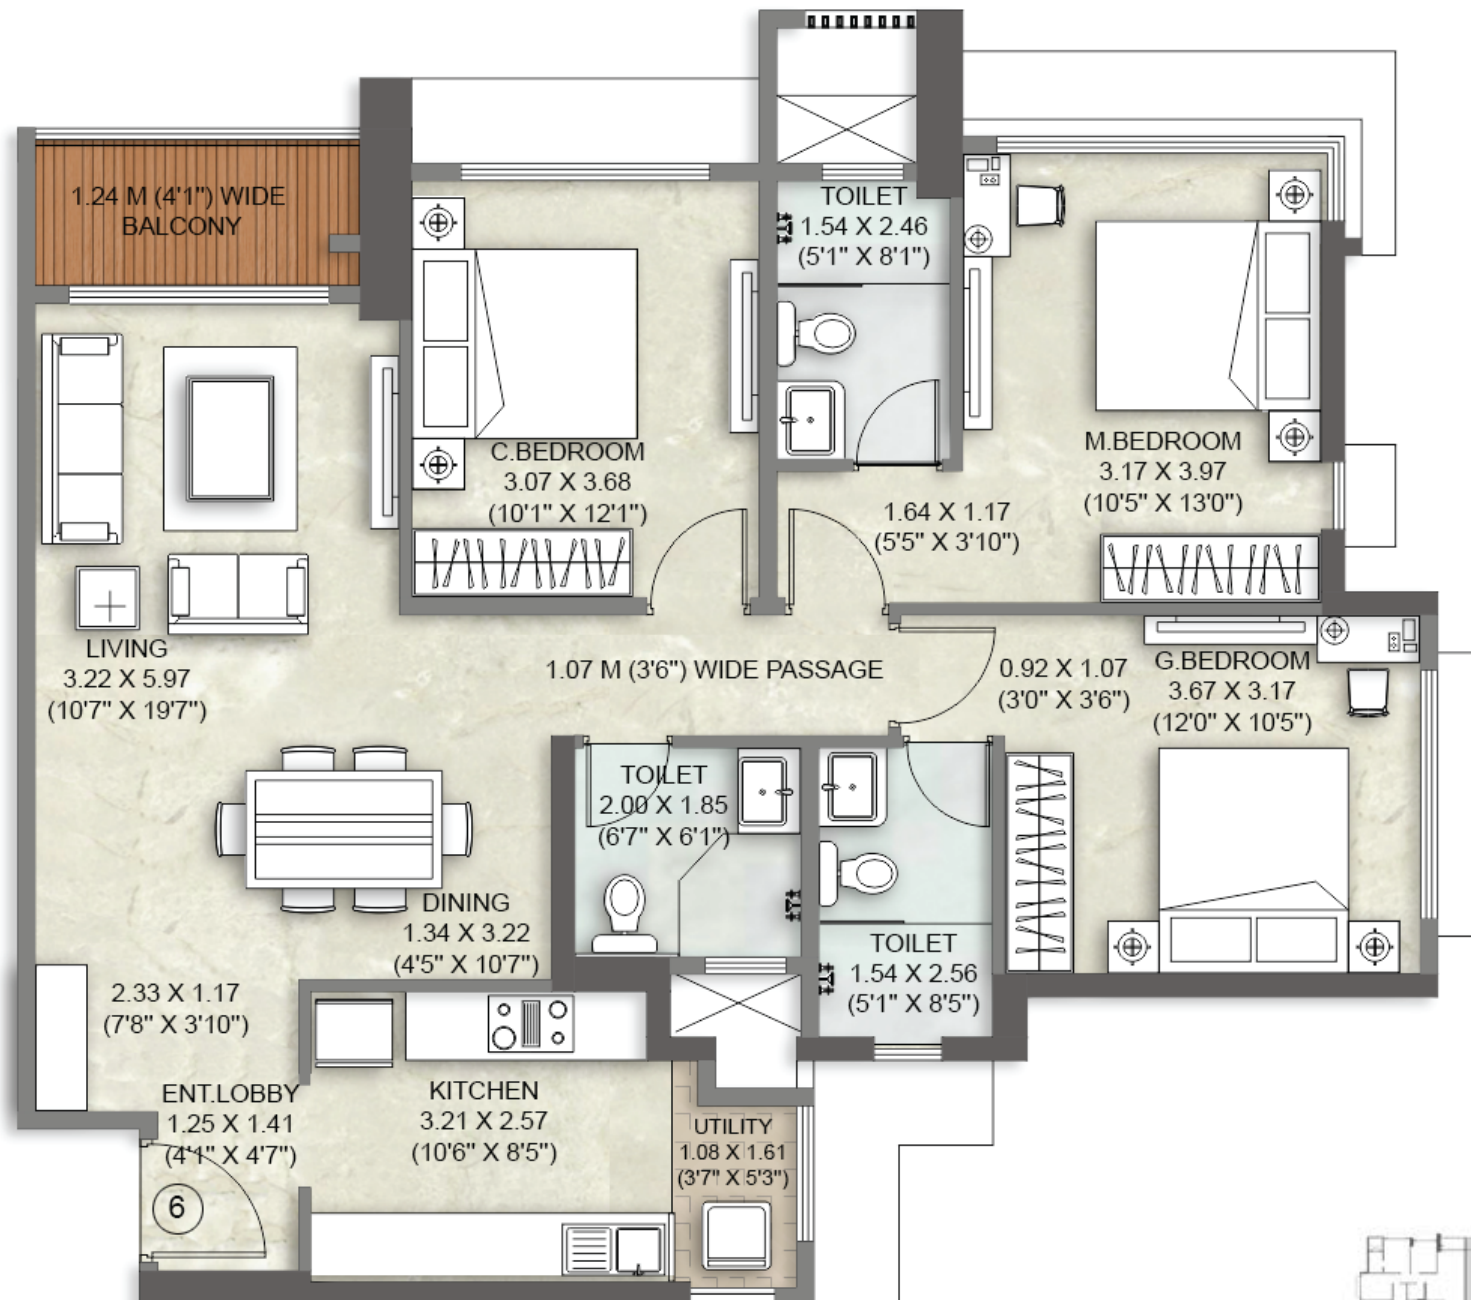 1.24 M (4'1") WIDE
BALCONY
TOILET
1.54 X 2.46
(5'1" X 8'1")
C.BEDROOM
3.07 X 3.68
(10'1" X 12'1")
M.BEDROOM
3.17 X 3.97
(10'5" X 13'0")
1.64 X 1.17
(5'5" X 3'10")
LIVING
3.22 X 5.97
(10'7" X 19'7")
1.07 M (3'6") WIDE PASSAGE
0.92 X 1.07
(3'0" X 3'6")
G.BEDROOM
3.67 X 3.17
(12'0" X 10'5")
TOILET
2.00 X 1.85
(6'7" X 6'1")
DINING
1.34 X 3.22
(4'5" X 10'7")
TOILET
1.54 X 2.56
(5'1" X 8'5")
2.33 X 1.17
(7'8" X 3'10")
ENT.LOBBY
1.25 X 1.41
(4'1" X 4'7")
KITCHEN
3.21 X 2.57
(10'6" X 8'5")
UTILITY
1.08 X 1.61
(3'7" X 5'3")
6